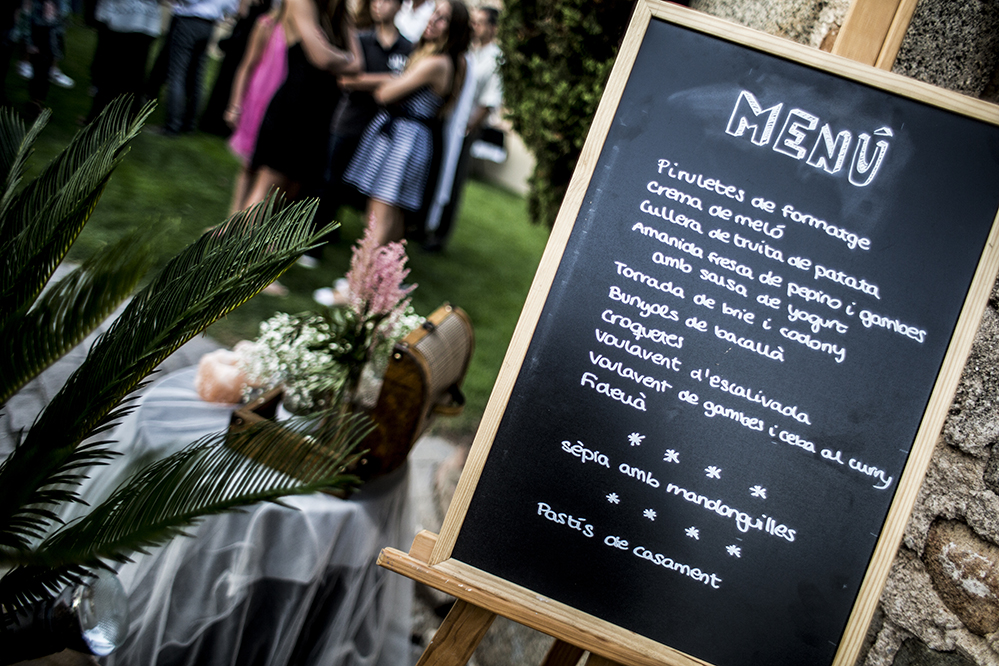 MENÛ
Piruletes de formatge
Crema de meló
Cullera de truita de patata
Amanida fresca de pepino i gambes
amb salsa de yogurt
Torrada de brie i codony
Bunyols de bacallà
Croquetes
Voulavent d'escalivada
Voulavent de gambes i ceba al curry
Fideuà
* * * *
sèpia amb mandonguilles
* * * *
Pastís de casament